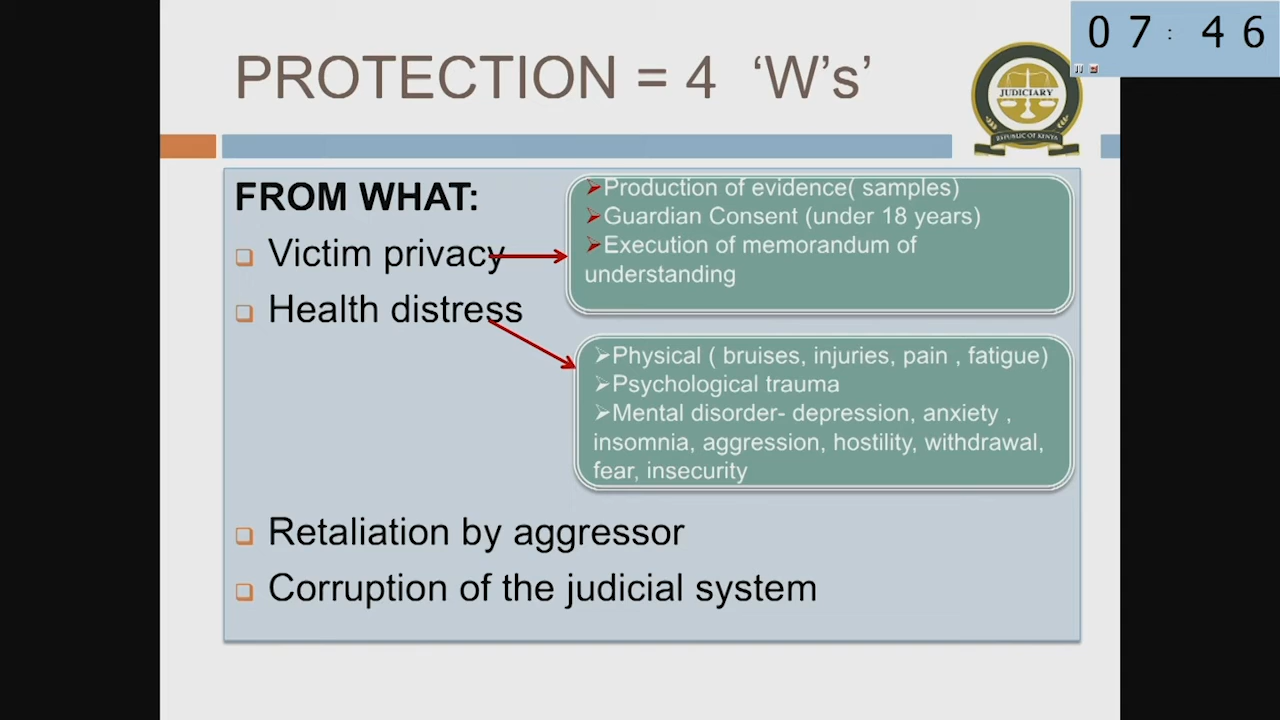 07: 46
PROTECTION = 4 ‘W’s’
JUDICIARY
REPUBLIC OF KENYA
FROM WHAT:
Victim privacy
Health distress
Production of evidence( samples)
Guardian Consent (under 18 years)
Execution of memorandum of
understanding
Physical ( bruises, injuries, pain , fatigue)
Psychological trauma
Mental disorder- depression, anxiety ,
insomnia, aggression, hostility, withdrawal,
fear, insecurity
Retaliation by aggressor
Corruption of the judicial system